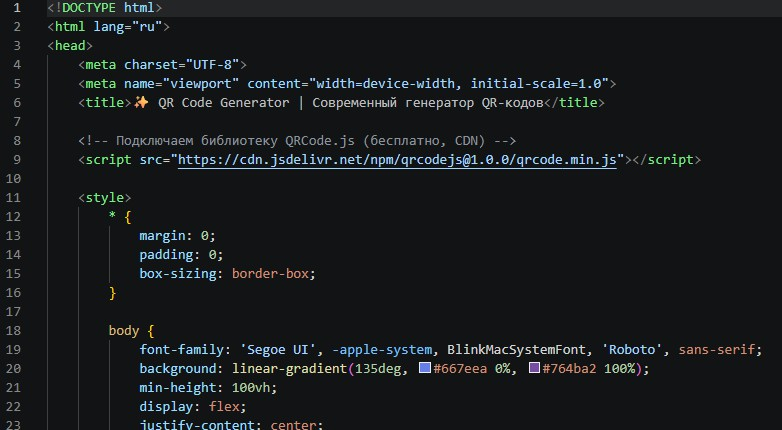 1 <!DOCTYPE html>
2 <html lang="ru">
3 <head>
4 <meta charset="UTF-8">
5 <meta name="viewport" content="width=device-width, initial-scale=1.0">
6 <title>✨ QR Code Generator | Современный генератор QR-кодов</title>
7
8 <!-- Подключаем библиотеку QRCode.js (бесплатно, CDN) -->
9 <script src="https://cdn.jsdelivr.net/npm/qrcodejs@1.0.0/qrcode.min.js"></script>
10
11 <style>
12 * {
13 margin: 0;
14 padding: 0;
15 box-sizing: border-box;
16 }
17
18 body {
19 font-family: 'Segoe UI', -apple-system, BlinkMacSystemFont, 'Roboto', sans-serif;
20 background: linear-gradient(135deg, #667eea 0%, #764ba2 100%);
21 min-height: 100vh;
22 display: flex;
23 justify-content: center;